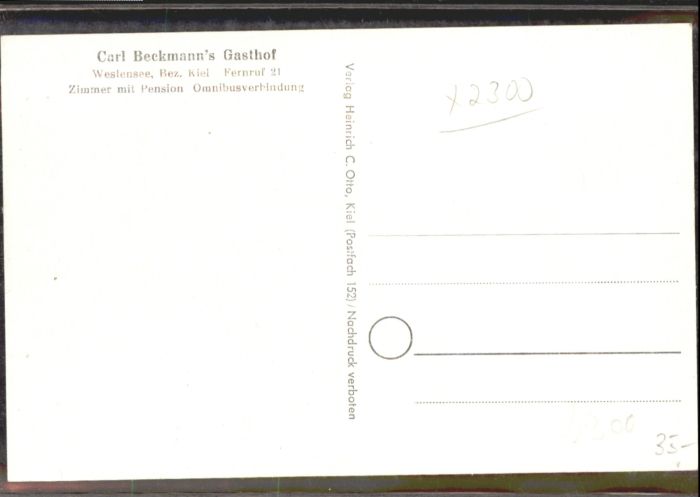 Carl Beckmann's Gasthof
Westensee, Bez. Kiel Fernruf 21
Zimmer mit Pension Omnibusverbindung
Verlag Heinrich C. Otto, Kiel (Postfach 152) / Nachdruck verboten
x2300
35,-